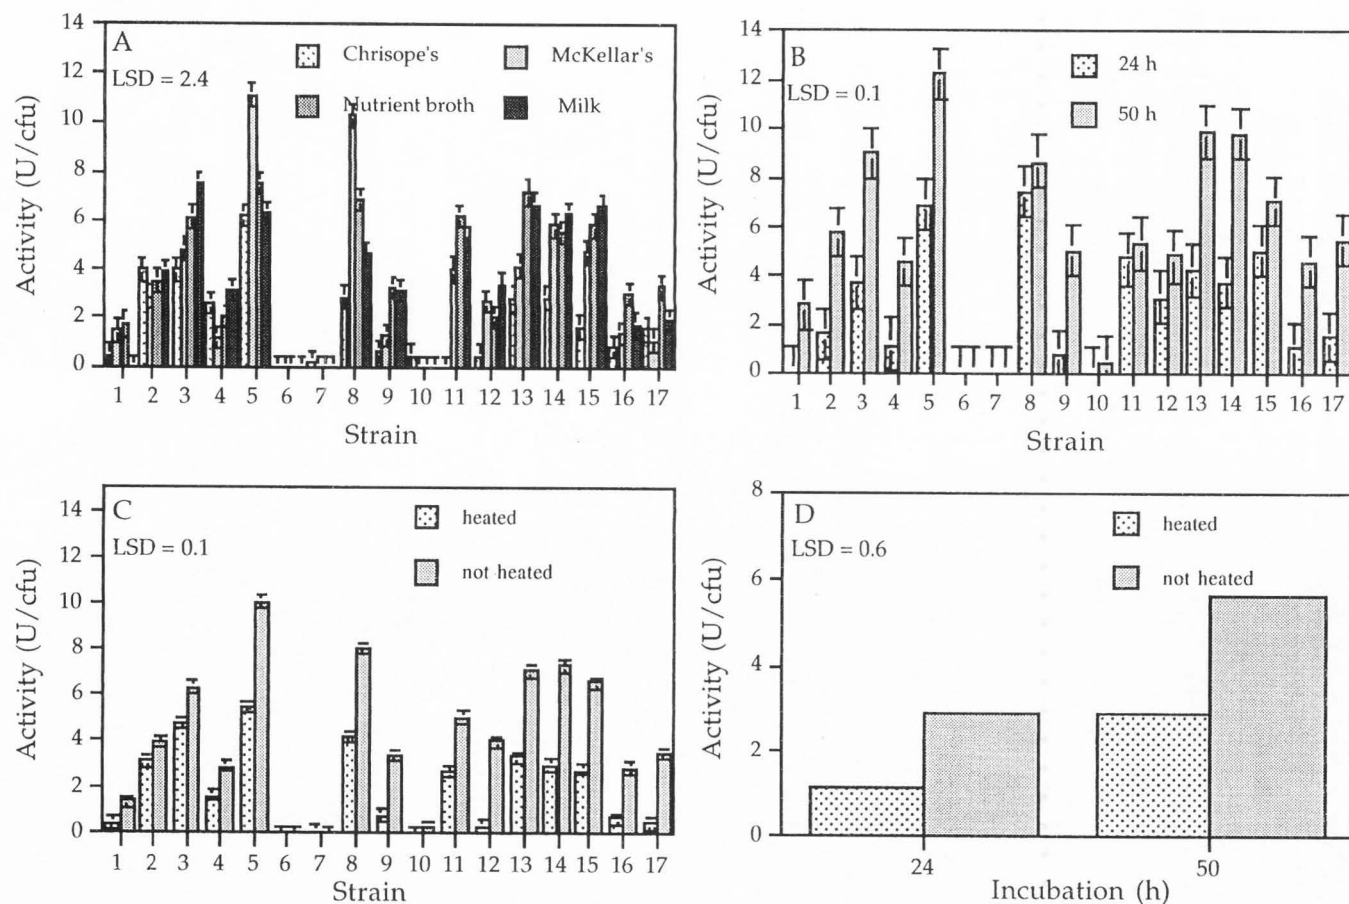 A
LSD = 2.4
Chrisope's
McKellar's
Nutrient broth
Milk
Activity (U/cfu)
14
12
10
8
6
4
2
0
1 2 3 4 5 6 7 8 9 10 11 12 13 14 15 16 17
Strain
B
LSD = 0.1
24 h
50 h
Activity (U/cfu)
14
12
10
8
6
4
2
0
1 2 3 4 5 6 7 8 9 10 11 12 13 14 15 16 17
Strain
C
LSD = 0.1
heated
not heated
Activity (U/cfu)
14
12
10
8
6
4
2
0
1 2 3 4 5 6 7 8 9 10 11 12 13 14 15 16 17
Strain
D
LSD = 0.6
heated
not heated
Activity (U/cfu)
8
6
4
2
0
24 50
Incubation (h)